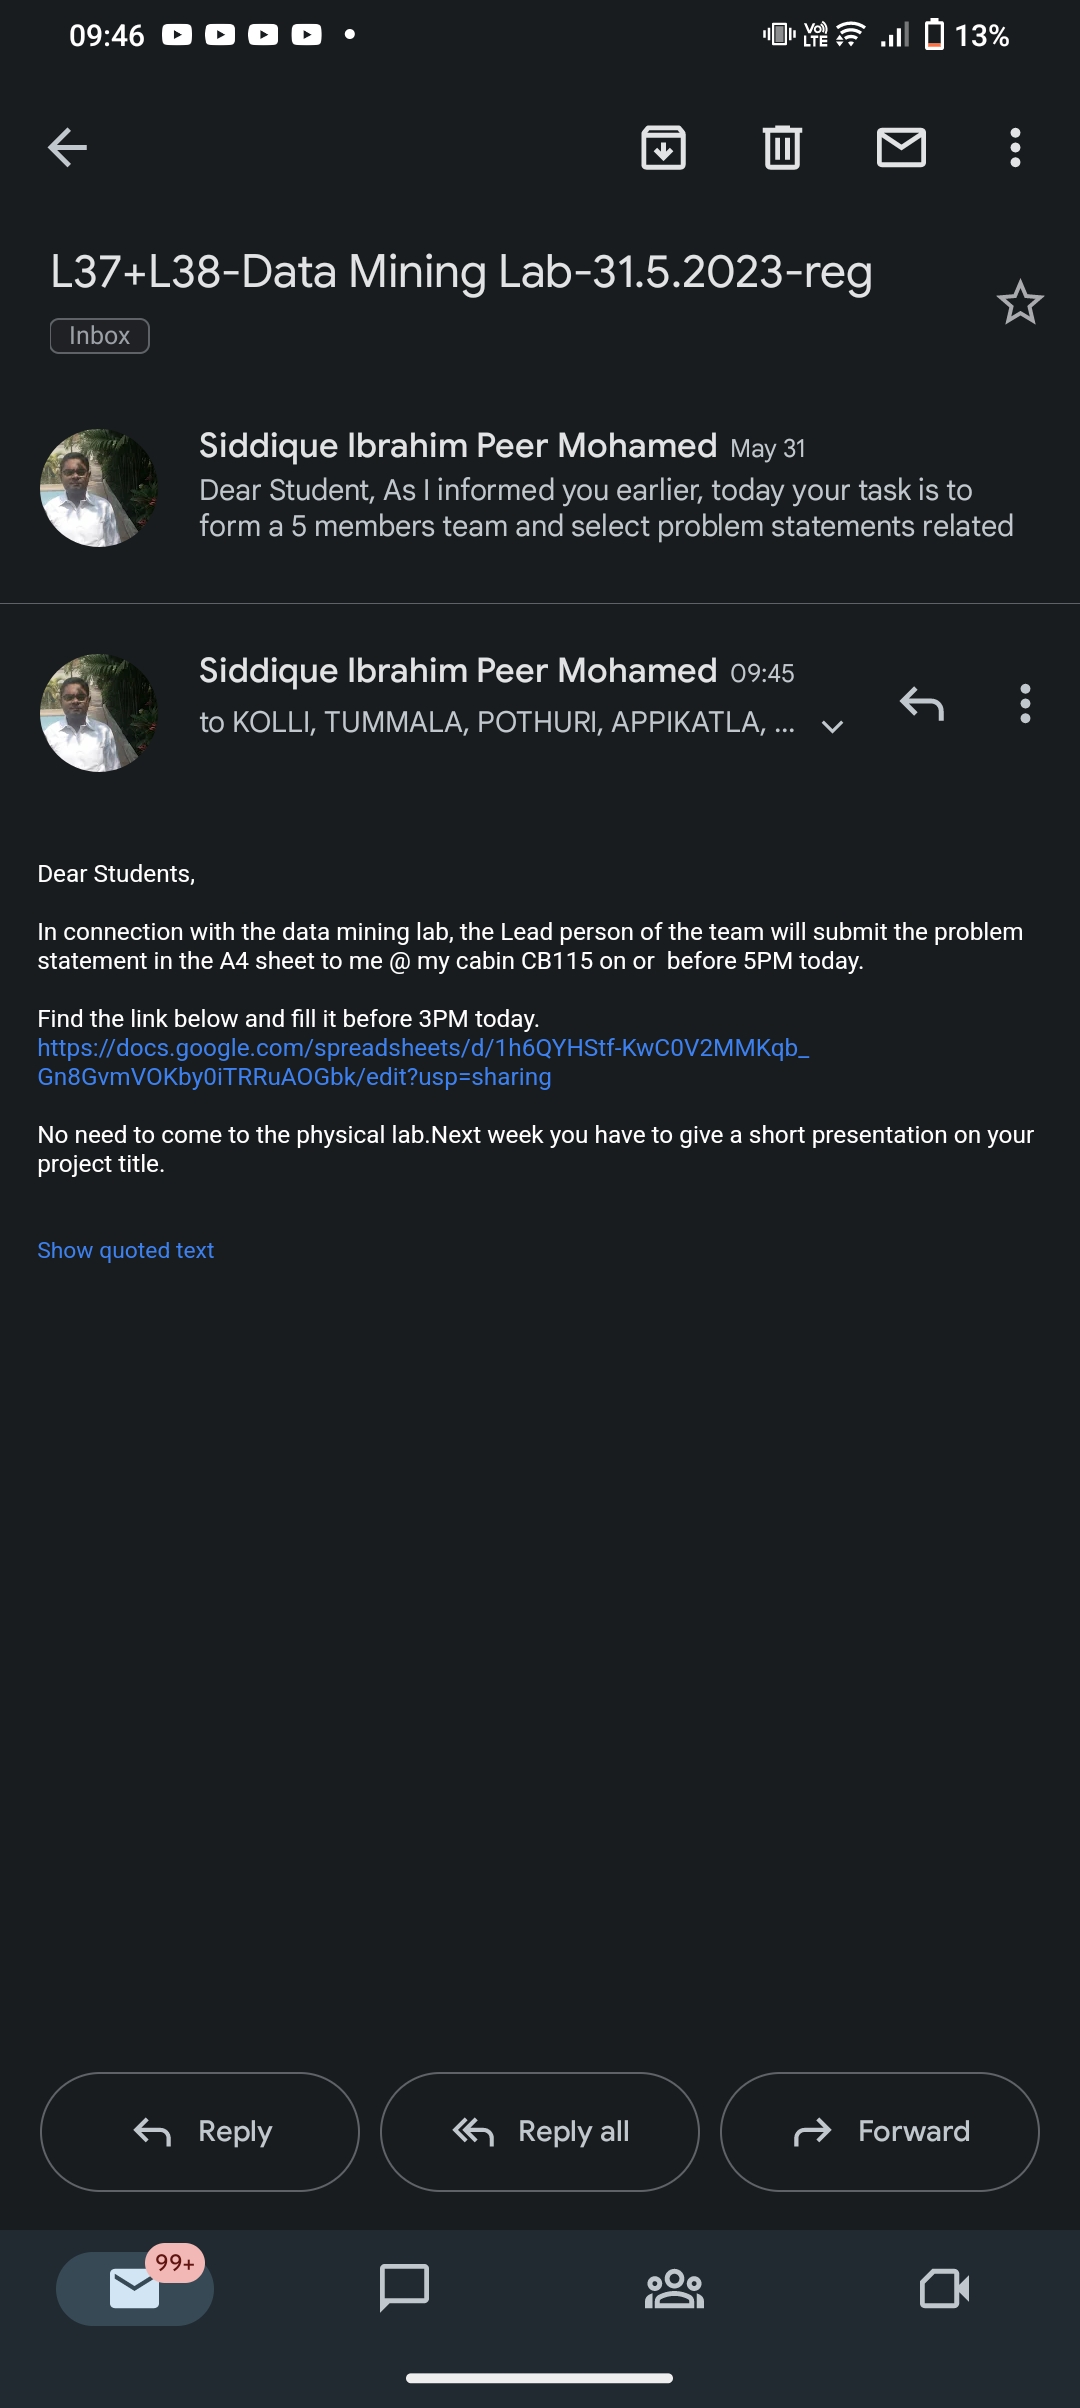 09:46
Vo))
LTE
13%
L37+L38-Data Mining Lab-31.5.2023-reg
Inbox
Siddique Ibrahim Peer Mohamed May 31
Dear Student, As I informed you earlier, today your task is to
form a 5 members team and select problem statements related
Siddique Ibrahim Peer Mohamed 09:45
to KOLLI, TUMMALA, POTHURI, APPIKATLA, ...
Dear Students,
In connection with the data mining lab, the Lead person of the team will submit the problem
statement in the A4 sheet to me @ my cabin CB115 on or  before 5PM today.
Find the link below and fill it before 3PM today.
https://docs.google.com/spreadsheets/d/1h6QYHStf-KwC0V2MMKqb_
Gn8GvmVOKby0iTRRuAOGbk/edit?usp=sharing
No need to come to the physical lab.Next week you have to give a short presentation on your
project title.
Show quoted text
Reply
Reply all
Forward
99+